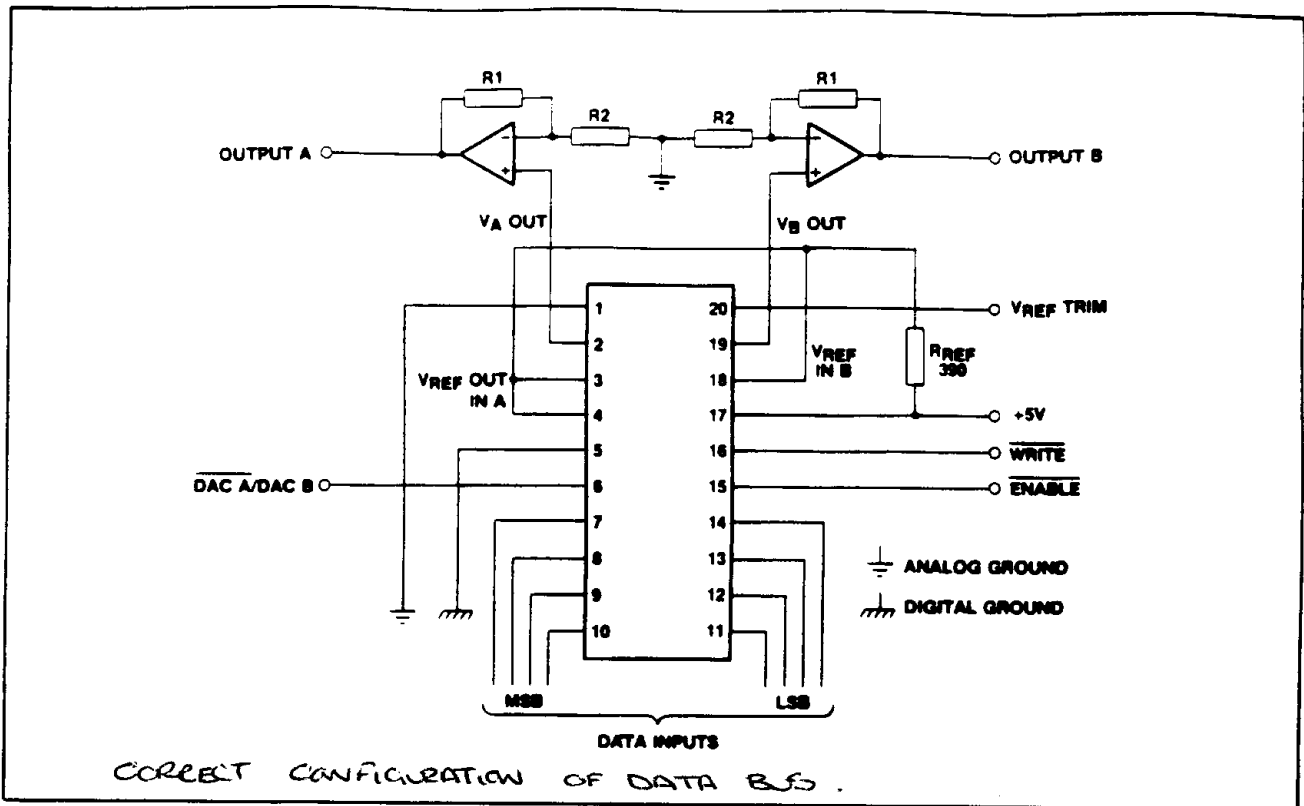 R1
R1
R2
R2
OUTPUT A
OUTPUT B
-
-
+
+
VA OUT
VB OUT
1
20
VREF TRIM
2
19
VREF OUT
3
18
VREF
IN B
RREF
390
IN A
4
17
+5V
5
16
WRITE
DAC A/DAC B
6
15
ENABLE
7
14
8
13
ANALOG GROUND
9
12
DIGITAL GROUND
10
11
MSB
LSB
DATA INPUTS
CORRECT CONFIGURATION OF DATA BUS.